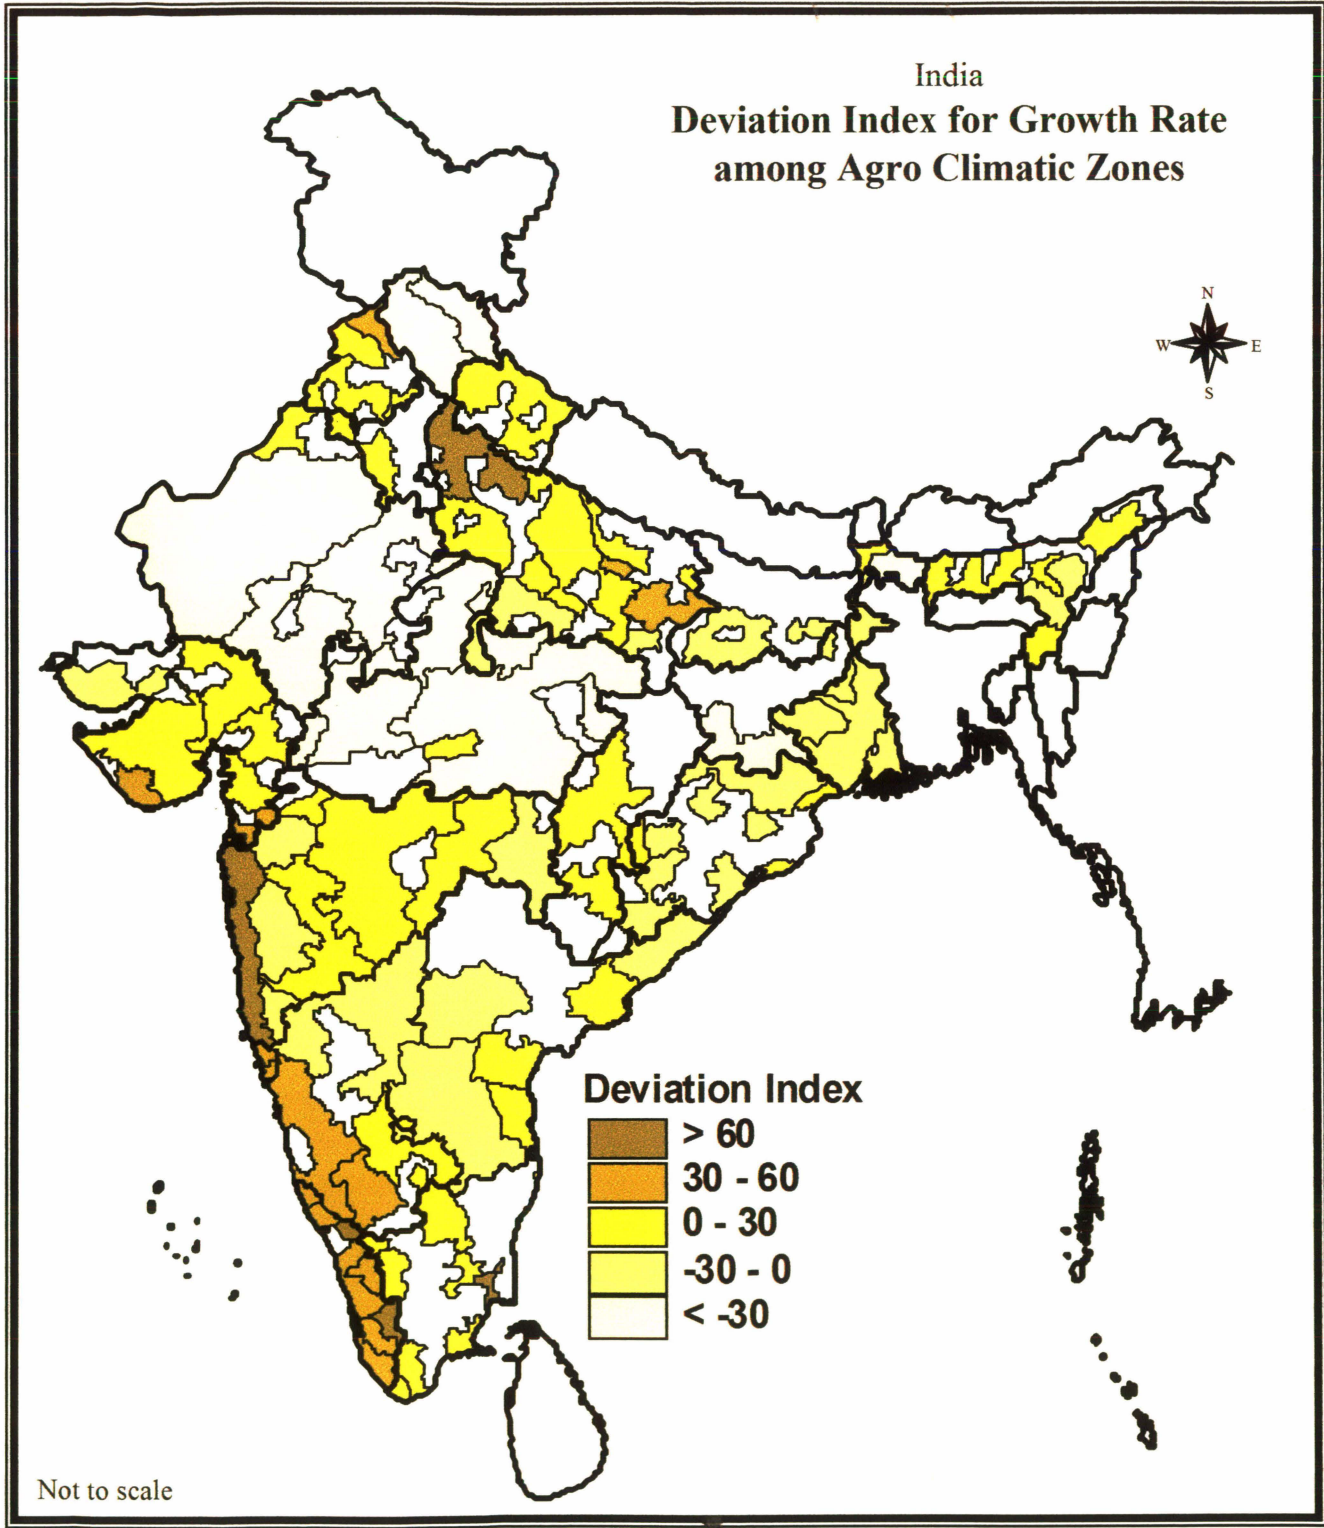 India
Deviation Index for Growth Rate
among Agro Climatic Zones
N
W
E
S
Deviation Index
> 60
30 - 60
0 - 30
-30 - 0
< -30
Not to scale